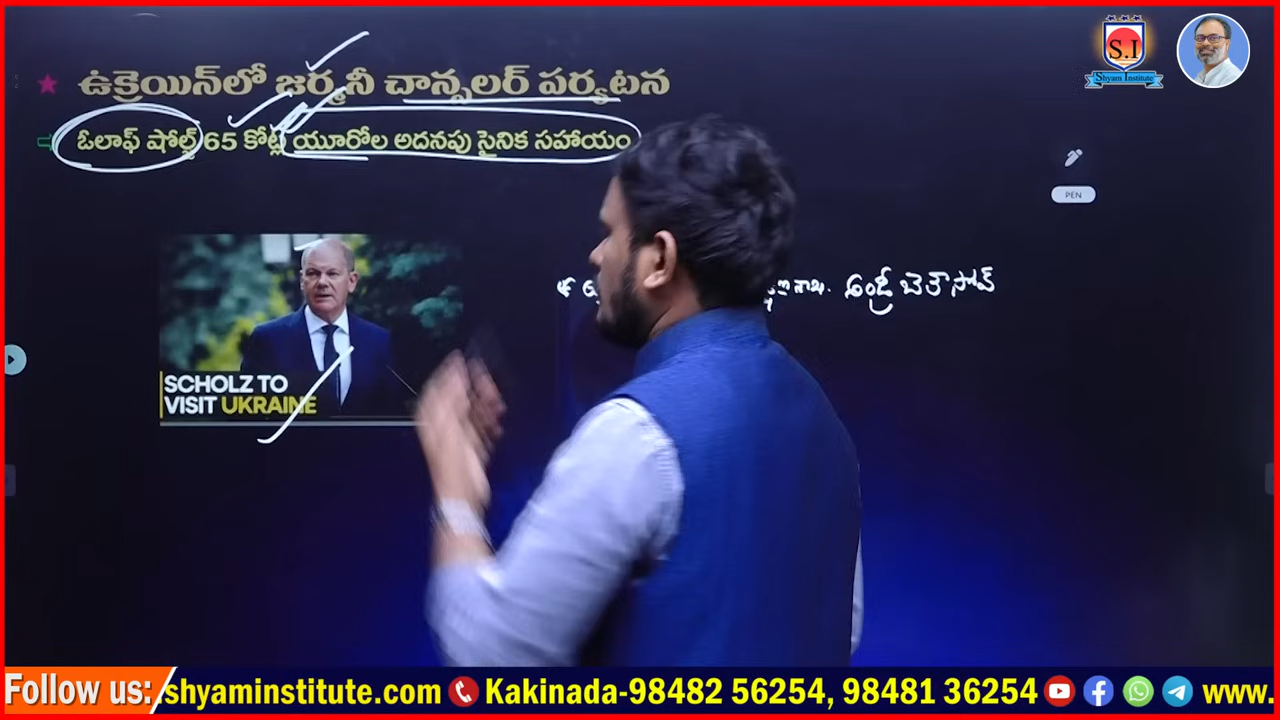 S.I
Shyam Institute
ఉక్రెయిన్‌లో జర్మనీ చాన్సలర్ పర్యటన
ఓలాఫ్ షోల్జ్ 65 కోట్ల యూరోల అదనపు సైనిక సహాయం
PEN
SCHOLZ TO
VISIT UKRAINE
Follow us: /shyaminstitute.com Kakinada-98482 56254, 98481 36254 www.